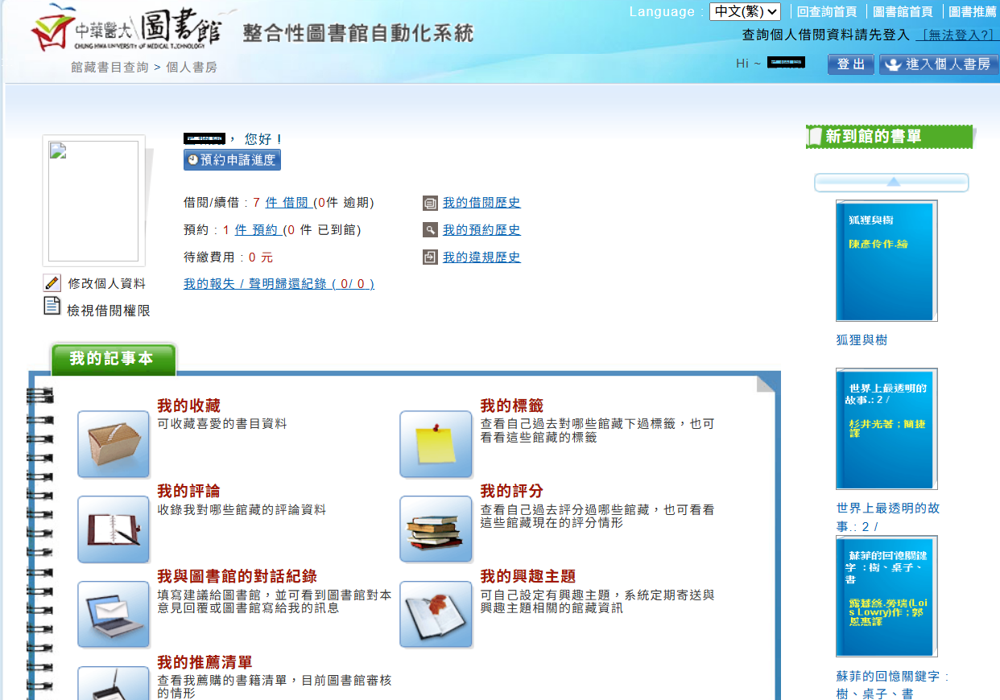 Language : 中文(繁) 回查詢首頁 圖書館首頁 圖書推薦
中華醫大 圖書館 整合性圖書館自動化系統
CHUNG HWA UNIVERSITY OF MEDICAL TECHNOLOGY
查詢個人借閱資料請先登入 [無法登入?]
館藏書目查詢 > 個人書房
Hi ~ 登出 進入個人書房
， 您好 !
預約申請進度
借閱/續借 : 7 件 借閱 (0件 逾期)
預約 : 1 件 預約 (0 件 已到館)
待繳費用 : 0 元
我的報失 / 聲明歸還紀錄 ( 0/ 0 )
我的借閱歷史
我的預約歷史
我的違規歷史
修改個人資料
檢視借閱權限
我的記事本
我的收藏
可收藏喜愛的書目資料
我的標籤
查看自己過去對哪些館藏下過標籤，也可
看看這些館藏的標籤
我的評論
收錄我對哪些館藏的評論資料
我的評分
查看自己過去評分過哪些館藏，也可看看
這些館藏現在的評分情形
我與圖書館的對話紀錄
填寫建議給圖書館，並可看到圖書館對本
意見回覆或圖書館寫給我的訊息
我的興趣主題
可自己設定有興趣主題，系統定期寄送與
興趣主題相關的館藏資訊
我的推薦清單
查看我薦購的書籍清單，目前圖書館審核
的情形
新到館的書單
狐狸與樹
陳彥伶作.繪
狐狸與樹
世界上最透明的
故事.: 2 /
杉井光著 ; 簡捷
譯
世界上最透明的故
事.: 2 /
蘇菲的回憶關鍵
字 : 樹、桌子、
書
露薏絲.勞瑞(Loi
s Lowry)作 ; 郭
恩惠譯
蘇菲的回憶關鍵字 :
樹、桌子、書